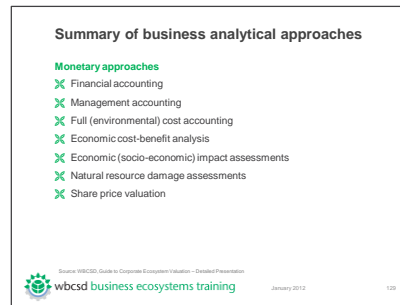 Summary of business analytical approaches
Monetary approaches
Financial accounting
Management accounting
Full (environmental) cost accounting
Economic cost-benefit analysis
Economic (socio-economic) impact assessments
Natural resource damage assessments
Share price valuation
Source: WBCSD, Guide to Corporate Ecosystem Valuation – Detailed Presentation
wbcsd business ecosystems training
January 2012
129